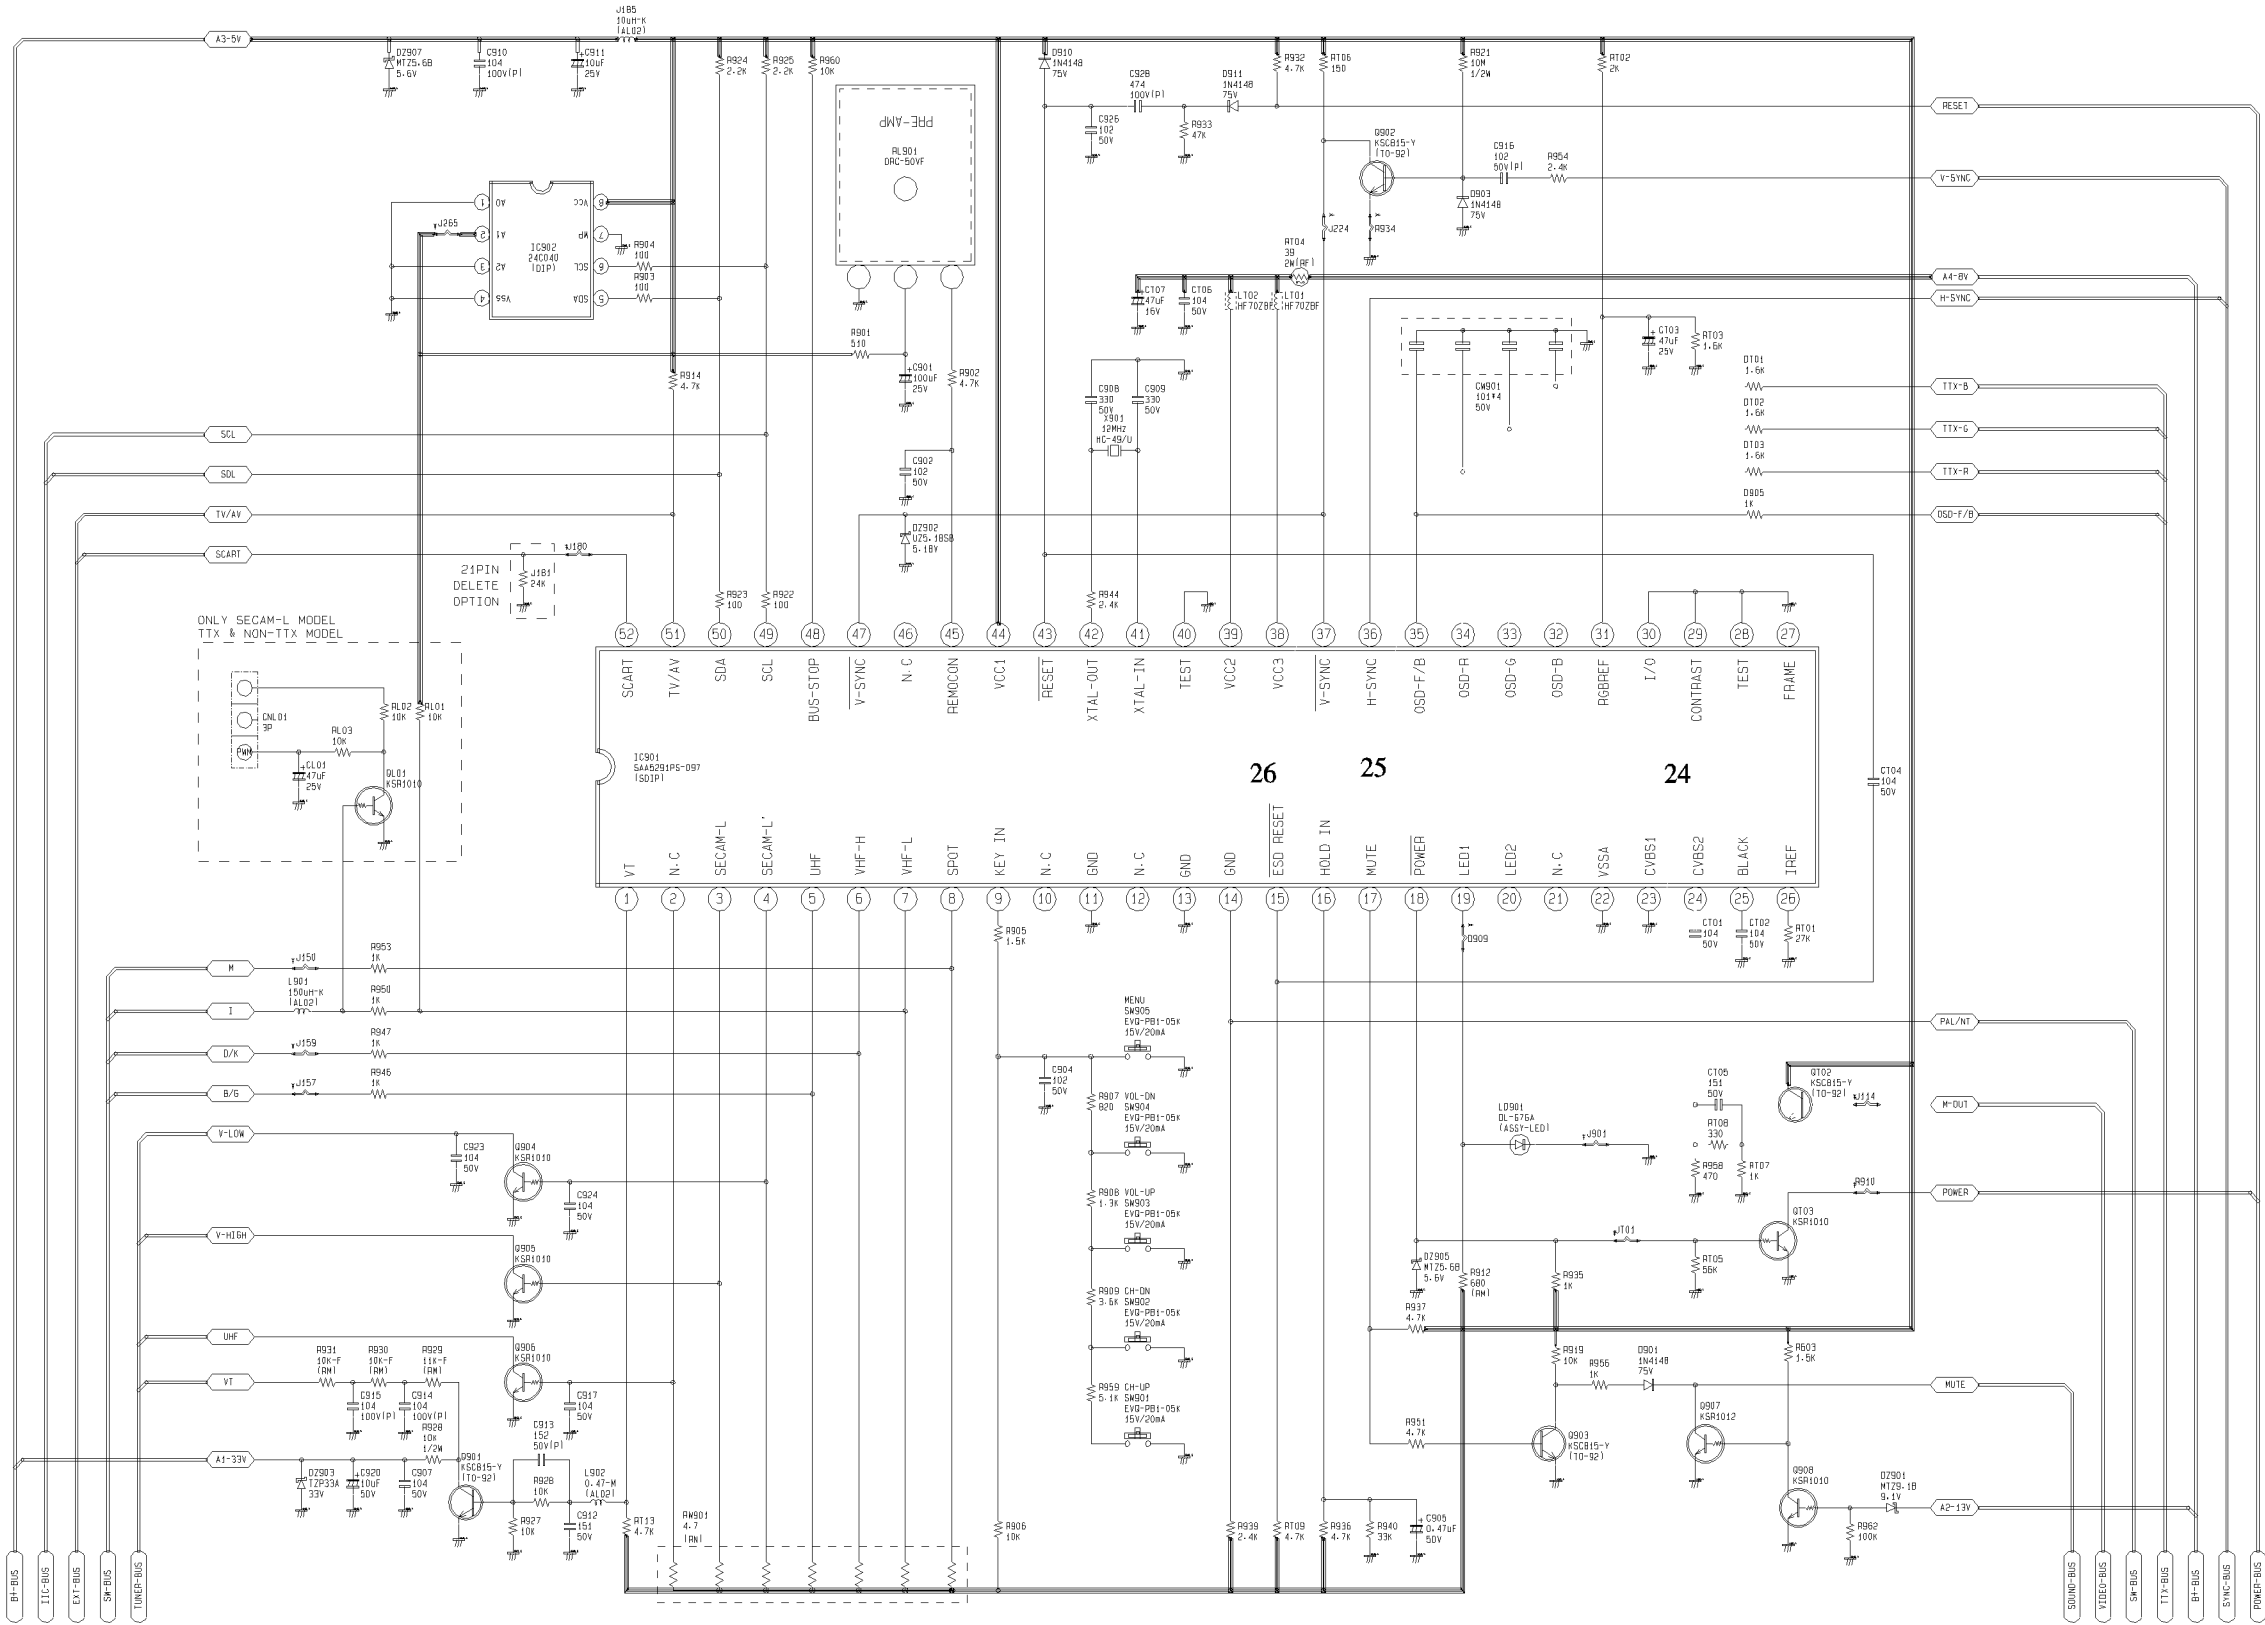 J185
10uH-K
(AL02)
A3-5V
DZ907
MTZ5.6B
5.6V
C910
104
100V(P)
C911
10uF
25V
R924
2.2K
R925
2.2K
R960
10K
PRE-AMP
RL901
DRC-50VF
D910
1N4148
75V
C928
474
100V(P)
D911
1N4148
75V
R932
4.7K
RT06
150
R921
10M
1/2W
RT02
2K
RESET
C926
102
50V
R933
47K
Q902
KSC815-Y
(TO-92)
C916
102
50V(P)
R954
2.4K
V-SYNC
D903
1N4148
75V
J224
R934
1
A0
2
A1
3
A2
4
VSS
8
VCC
7
WP
6
SCL
5
SDA
IC902
24C040
(DIP)
J265
R904
100
R903
100
RT04
39
2W(RF)
A4-8V
H-SYNC
CT07
47uF
16V
CT06
104
50V
LT02
HF70ZBF
LT01
HF70ZBF
CW901
101*4
50V
CT03
47uF
25V
RT03
1.6K
R901
510
C901
100uF
25V
R902
4.7K
R914
4.7K
C908
330
50V
C909
330
50V
X901
12MHz
HC-49/U
DT01
1.6K
TTX-B
DT02
1.6K
TTX-G
DT03
1.6K
TTX-R
D905
1K
OSD-F/B
SCL
SDL
TV/AV
SCART
C902
102
50V
DZ902
UZ5.1BSB
5.1BV
21PIN
DELETE
OPTION
J181
24K
J180
R923
100
R922
100
R944
2.4K
ONLY SECAM-L MODEL
TTX & NON-TTX MODEL
CNL01
3P
PWM
RL02
10K
RL01
10K
RL03
10K
CL01
47uF
25V
QL01
KSR1010
52 51 50 49 48 47 46 45 44 43 42 41 40 39 38 37 36 35 34 33 32 31 30 29 28 27
SCART
TV/AV
SDA
SCL
BUS-STOP
V-SYNC
N.C
REMOCON
VCC1
RESET
XTAL-OUT
XTAL-IN
TEST
VCC2
VCC3
V-SYNC
H-SYNC
OSD-F/B
OSD-R
OSD-G
OSD-B
RGBREF
I/O
CONTRAST
TEST
FRAME
IC901
SAA5291PS-097
(SDIP)
26
25
24
CT04
104
50V
VT
N.C
SECAM-L
SECAM-L'
UHF
VHF-H
VHF-L
SPOT
KEY IN
N.C
GND
N.C
GND
GND
ESD RESET
HOLD IN
MUTE
POWER
LED1
LED2
N.C
VSSA
CVBS1
CVBS2
BLACK
IREF
1 2 3 4 5 6 7 8 9 10 11 12 13 14 15 16 17 18 19 20 21 22 23 24 25 26
R905
1.5K
D909
CT01
104
50V
CT02
104
50V
RT01
27K
M
J150
R953
1K
L901
150uH-K
(AL02)
I
R950
1K
D/K
J159
R947
1K
B/G
J157
R946
1K
V-LOW
C923
104
50V
Q904
KSR1010
C924
104
50V
V-HIGH
Q905
KSR1010
UHF
Q906
KSR1010
C917
104
50V
VT
R931
10K-F
(RM)
R930
10K-F
(RM)
R929
11K-F
(RM)
C915
104
100V(P)
C914
104
100V(P)
R928
10K
1/2W
A1-33V
DZ903
TZP33A
33V
C920
10uF
50V
C907
104
50V
Q901
KSC815-Y
(TO-92)
C913
152
50V(P)
R928
10K
R927
10K
C912
151
50V
L902
0.47-M
(AL02)
RT13
4.7K
RW901
4.7
(RN)
C904
102
50V
MENU
SW905
EVQ-PB1-05K
15V/20mA
R907
820
VOL-DN
SW904
EVQ-PB1-05K
15V/20mA
R908
1.3K
VOL-UP
SW903
EVQ-PB1-05K
15V/20mA
R909
3.6K
CH-DN
SW902
EVQ-PB1-05K
15V/20mA
R959
5.1K
CH-UP
SW901
EVQ-PB1-05K
15V/20mA
R906
10K
R939
2.4K
RT09
4.7K
R936
4.7K
R940
33K
C905
0.47uF
50V
PAL/NT
CT05
151
50V
QT02
KSC815-Y
(TO-92)
J114
M-OUT
LD901
DL-676A
(ASSY-LED)
J901
RT08
330
R958
470
RT07
1K
R910
POWER
JT01
QT03
KSR1010
RT05
56K
DZ905
MTZ5.6B
5.6V
R912
680
(RM)
R935
1K
R937
4.7K
R919
10K
R956
1K
D901
1N4148
75V
R603
1.5K
MUTE
R951
4.7K
Q903
KSC815-Y
(TO-92)
Q907
KSR1012
Q908
KSR1010
DZ901
MTZ9.1B
9.1V
A2-13V
R962
100K
B+-BUS
IIC-BUS
EXT-BUS
SW-BUS
TUNER-BUS
SOUND-BUS
VIDEO-BUS
SW-BUS
TTX-BUS
B+-BUS
SYNC-BUS
POWER-BUS